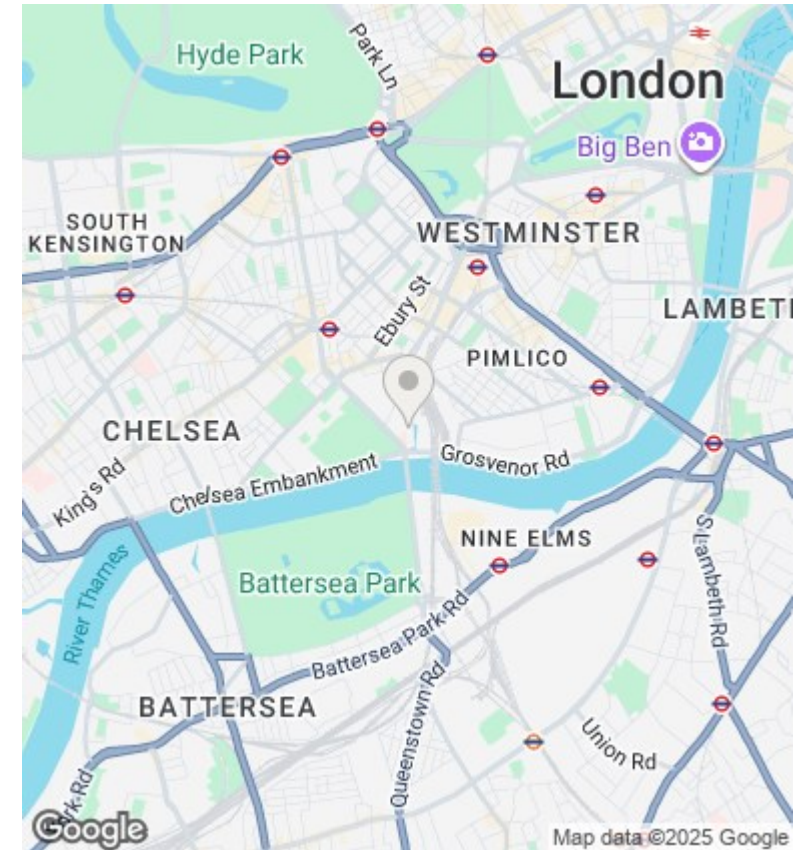 Hyde Park
Park Ln
London
Big Ben
SOUTH
KENSINGTON
WESTMINSTER
Ebury St
LAMBETH
PIMLICO
CHELSEA
King's Rd
Chelsea Embankment
Grosvenor Rd
NINE ELMS
S Lambeth Rd
Battersea Park
River Thames
Battersea Park Rd
BATTERSEA
Queenstown Rd
Union Rd
Park Rd
Google
Map data ©2025 Google